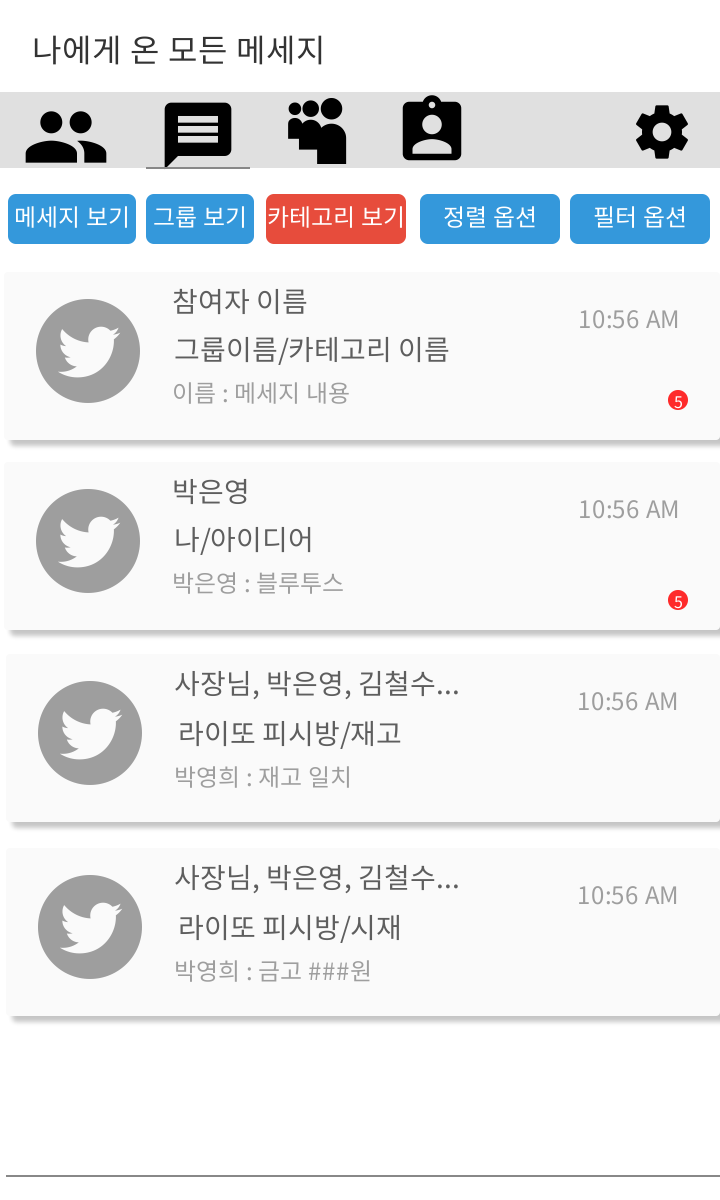 나에게 온 모든 메세지
메세지 보기 그룹 보기 카테고리 보기 정렬 옵션 필터 옵션
참여자 이름
10:56 AM
그룹이름/카테고리 이름
이름 : 메세지 내용
5
박은영
10:56 AM
나/아이디어
박은영 : 블루투스
5
사장님, 박은영, 김철수...
10:56 AM
라이또 피시방/재고
박영희 : 재고 일치
사장님, 박은영, 김철수...
10:56 AM
라이또 피시방/시재
박영희 : 금고 ###원